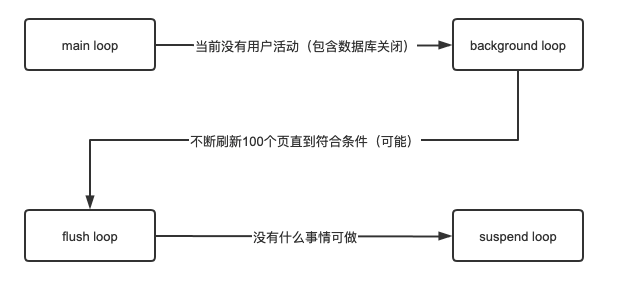 main loop
当前没有用户活动（包含数据库关闭）
background loop
不断刷新100个页直到符合条件（可能）
flush loop
没有什么事情可做
suspend loop